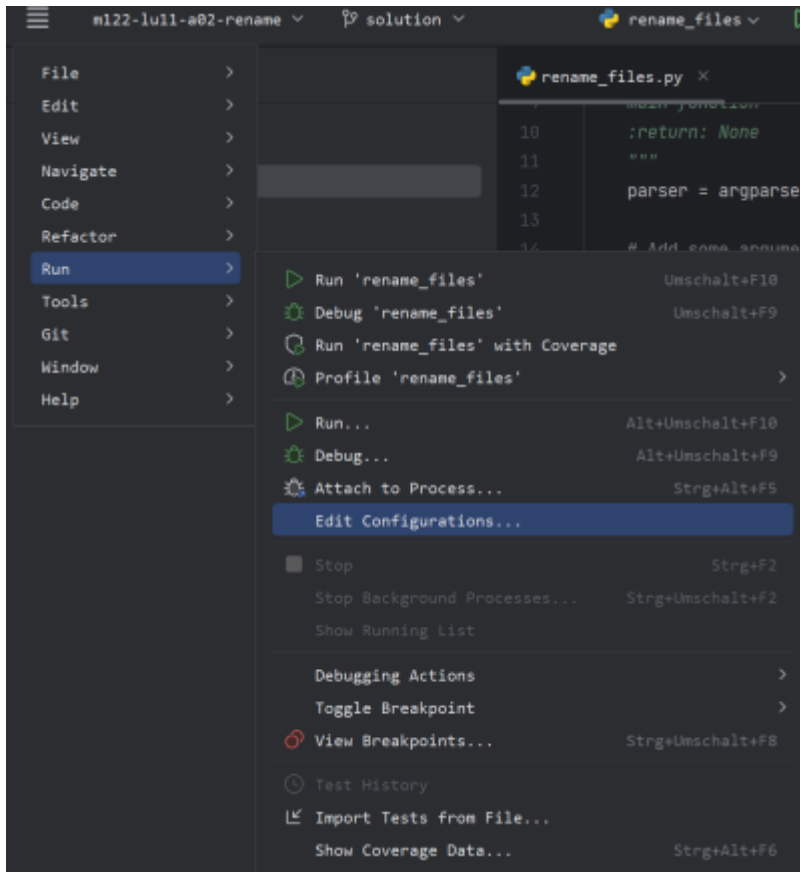 m122-lu11-a02-rename solution rename_files
File
Edit
View
Navigate
Code
Refactor
Run
Tools
Git
Window
Help
rename_files.py
10 :return: None
11 """
12 parser = argparse
13
14 # Add some argume
Run 'rename_files' Umschalt+F10
Debug 'rename_files' Umschalt+F9
Run 'rename_files' with Coverage
Profile 'rename_files'
Run... Alt+Umschalt+F10
Debug... Alt+Umschalt+F9
Attach to Process... Strg+Alt+F5
Edit Configurations...
Stop Strg+F2
Stop Background Processes... Strg+Umschalt+F2
Show Running List
Debugging Actions
Toggle Breakpoint
View Breakpoints... Strg+Umschalt+F8
Test History
Import Tests from File...
Show Coverage Data... Strg+Alt+F6